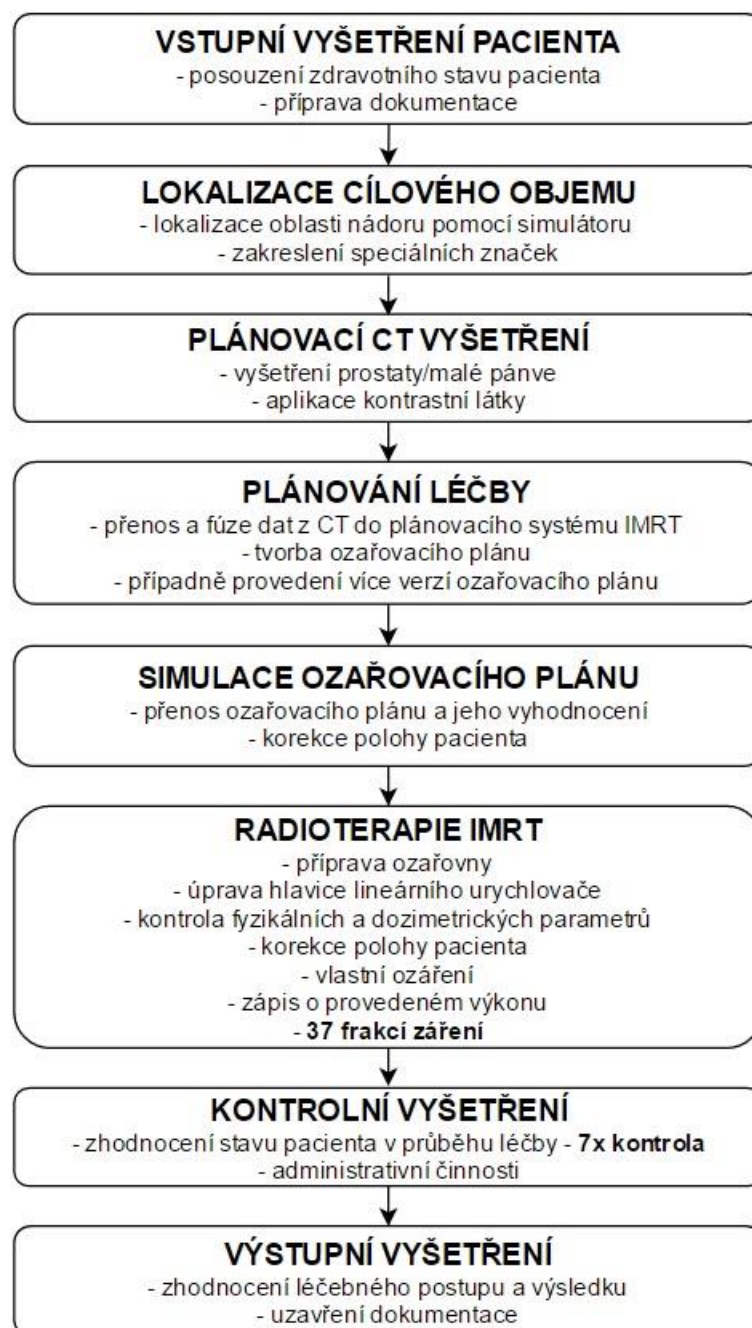 VSTUPNÍ VYŠETŘENÍ PACIENTA
- posouzení zdravotního stavu pacienta
- příprava dokumentace
LOKALIZACE CÍLOVÉHO OBJEMU
- lokalizace oblasti nádoru pomocí simulátoru
- zakreslení speciálních značek
PLÁNOVACÍ CT VYŠETŘENÍ
- vyšetření prostaty/malé pánve
- aplikace kontrastní látky
PLÁNOVÁNÍ LÉČBY
- přenos a fúze dat z CT do plánovacího systému IMRT
- tvorba ozařovacího plánu
- případně provedení více verzí ozařovacího plánu
SIMULACE OZAŘOVACÍHO PLÁNU
- přenos ozařovacího plánu a jeho vyhodnocení
- korekce polohy pacienta
RADIOTERAPIE IMRT
- příprava ozařovny
- úprava hlavice lineárního urychlovače
- kontrola fyzikálních a dozimetrických parametrů
- korekce polohy pacienta
- vlastní ozáření
- zápis o provedeném výkonu
- 37 frakcí záření
KONTROLNÍ VYŠETŘENÍ
- zhodnocení stavu pacienta v průběhu léčby - 7x kontrola
- administrativní činnosti
VÝSTUPNÍ VYŠETŘENÍ
- zhodnocení léčebného postupu a výsledku
- uzavření dokumentace